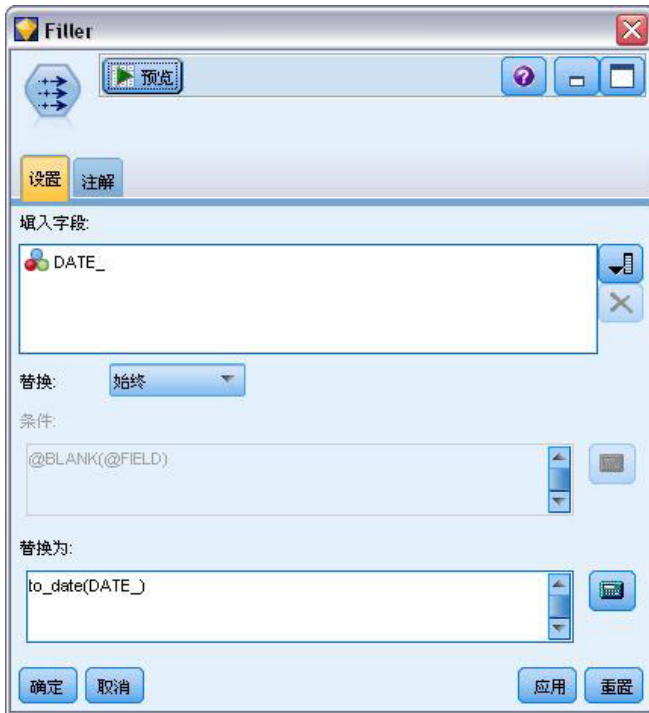 Filler
预览
设置 注解
填入字段:
DATE_
替换: 始终
条件:
@BLANK(@FIELD)
替换为:
to_date(DATE_)
确定 取消 应用 重置